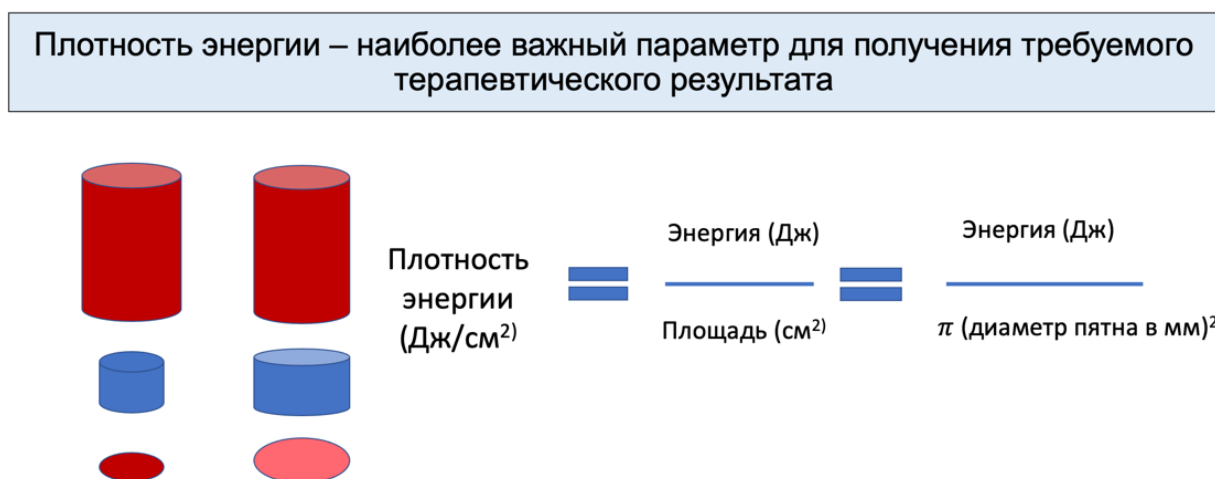 Плотность энергии – наиболее важный параметр для получения требуемого
терапевтического результата
Плотность
энергии
(Дж/см²)
Энергия (Дж)
Площадь (см²)
Энергия (Дж)
𝜋 (диаметр пятна в мм)²